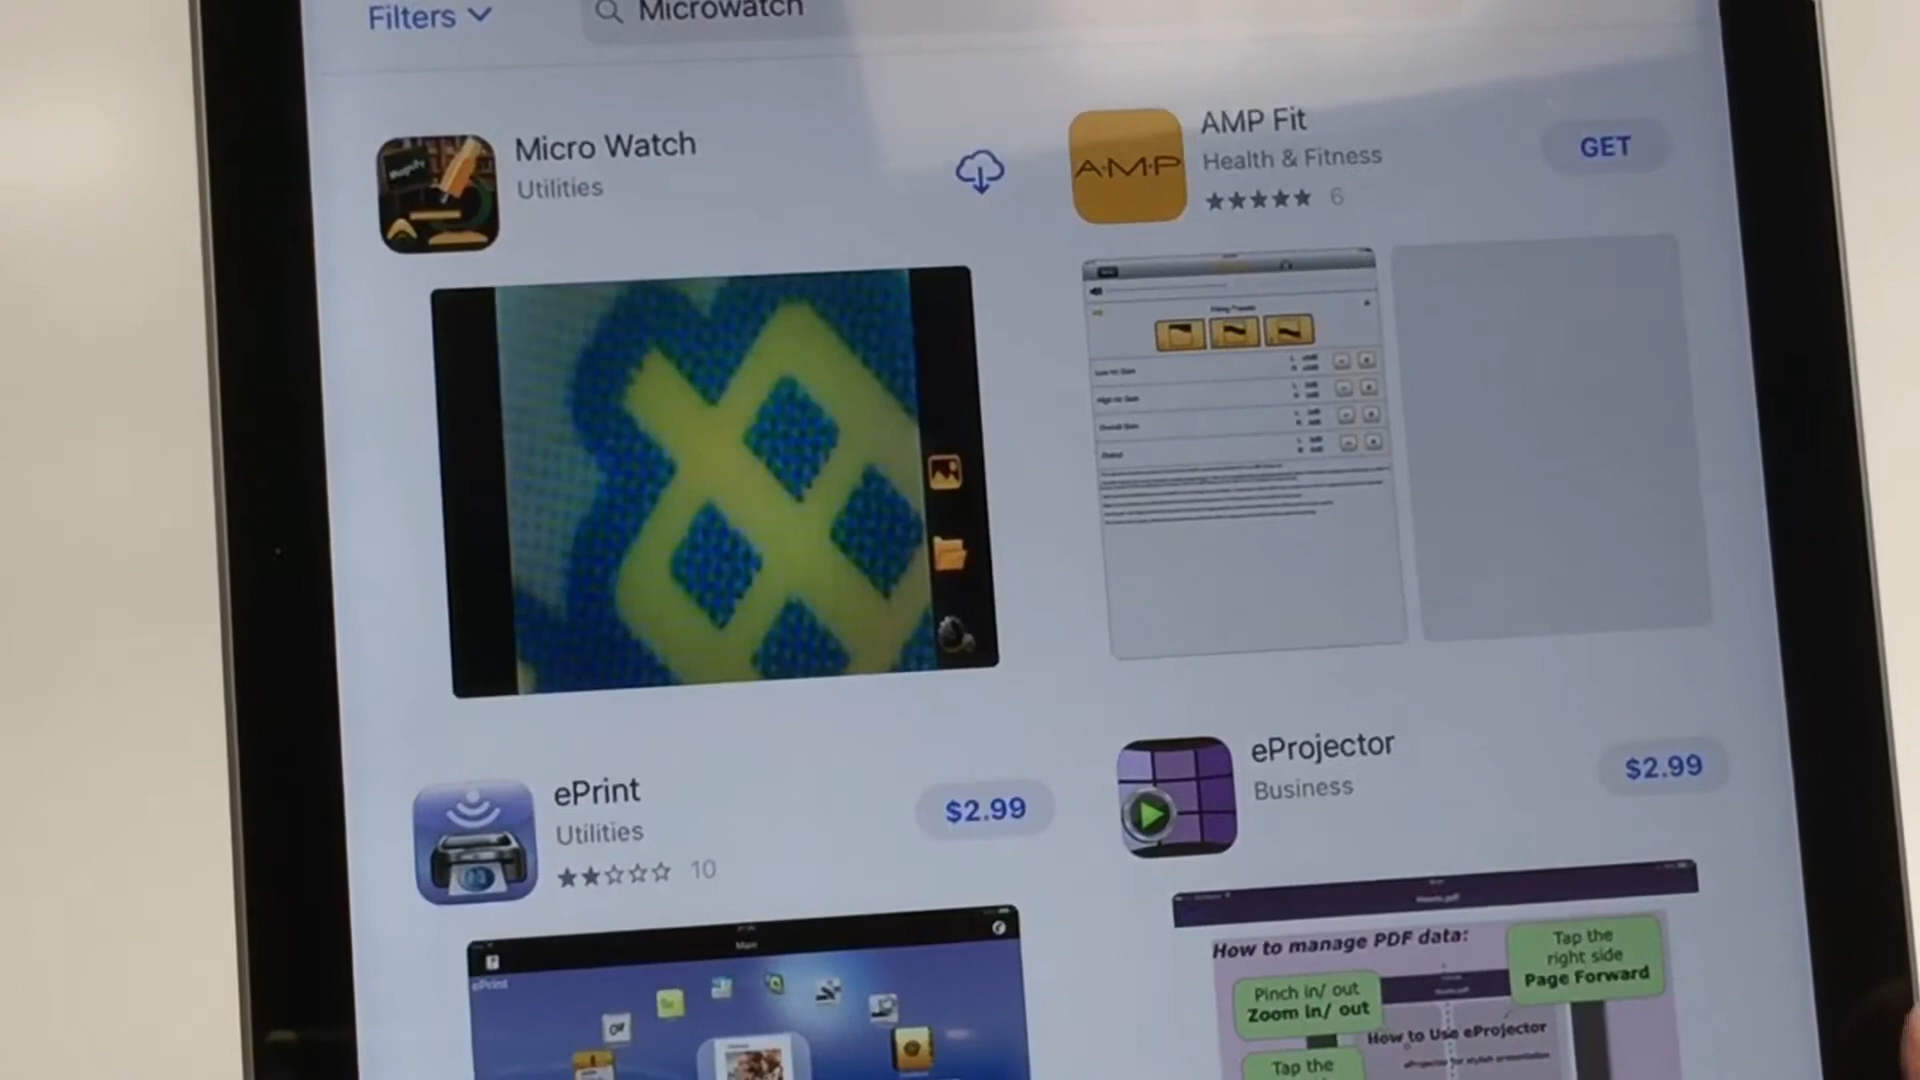 Filters
Microwatch
Micro Watch
Utilities
AMP Fit
Health & Fitness
6
GET
A·M·P
ePrint
Utilities
10
$2.99
eProjector
Business
$2.99
Main
ePrint
How to manage PDF data:
Tap the
right side
Page Forward
Pinch in/ out
Zoom in/ out
How to Use eProjector
Tap the